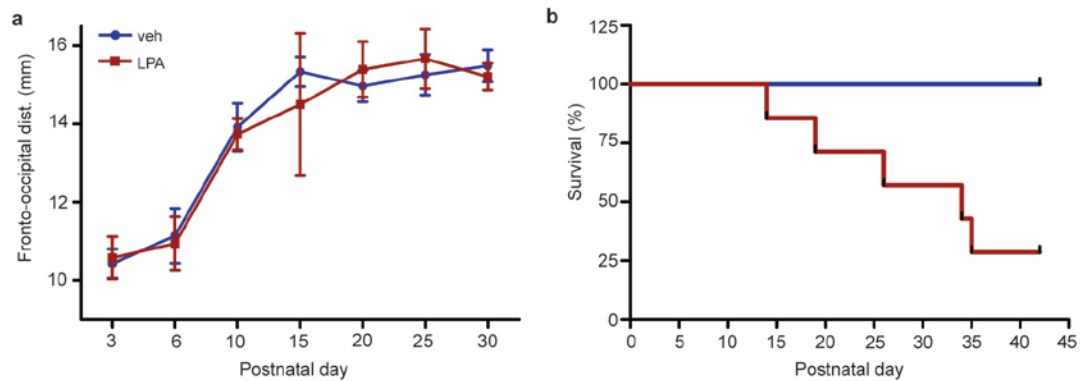 a
veh
LPA
Fronto-occipital dist. (mm)
16
14
12
10
3 6 10 15 20 25 30
Postnatal day
b
Survival (%)
125
100
75
50
25
0
0 5 10 15 20 25 30 35 40 45
Postnatal day